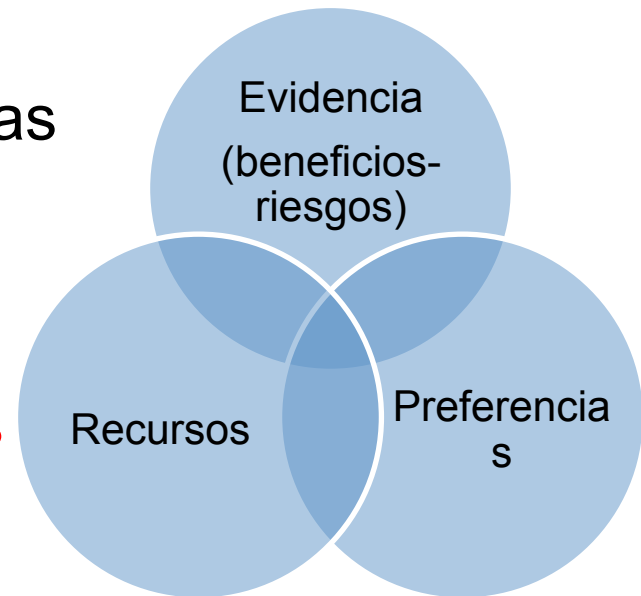 as
Evidencia
(beneficios-
riesgos)
Recursos
Preferencia
s